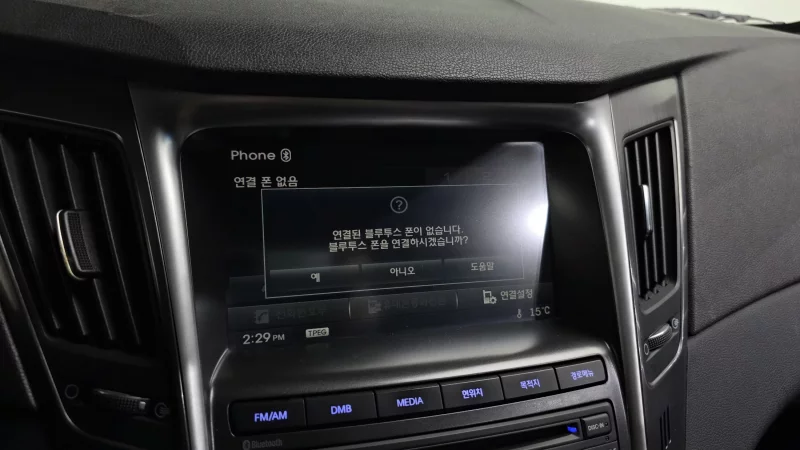 Phone
연결 폰 없음
연결된 블루투스 폰이 없습니다.
블루투스 폰을 연결하시겠습니까?
예 아니오 도움말
연결설정
2:29 PM TPEG 15℃
FM/AM DMB MEDIA 현위치 목적지 경로메뉴
Bluetooth DISC-IN